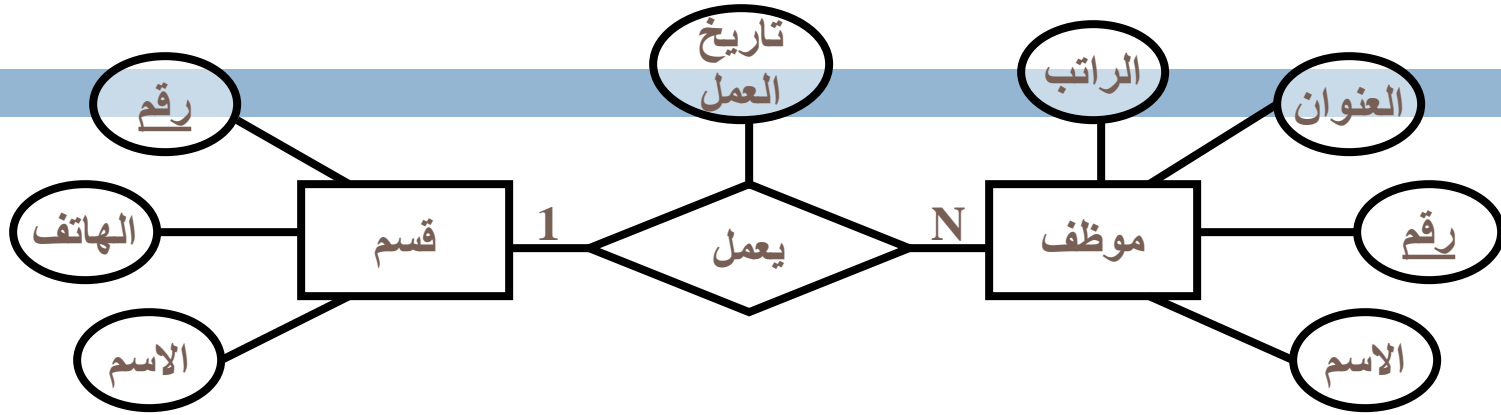 تاريخ
العمل
الراتب
العنوان
رقم
رقم
موظف
N
يعمل
1
قسم
الهاتف
الاسم
الاسم